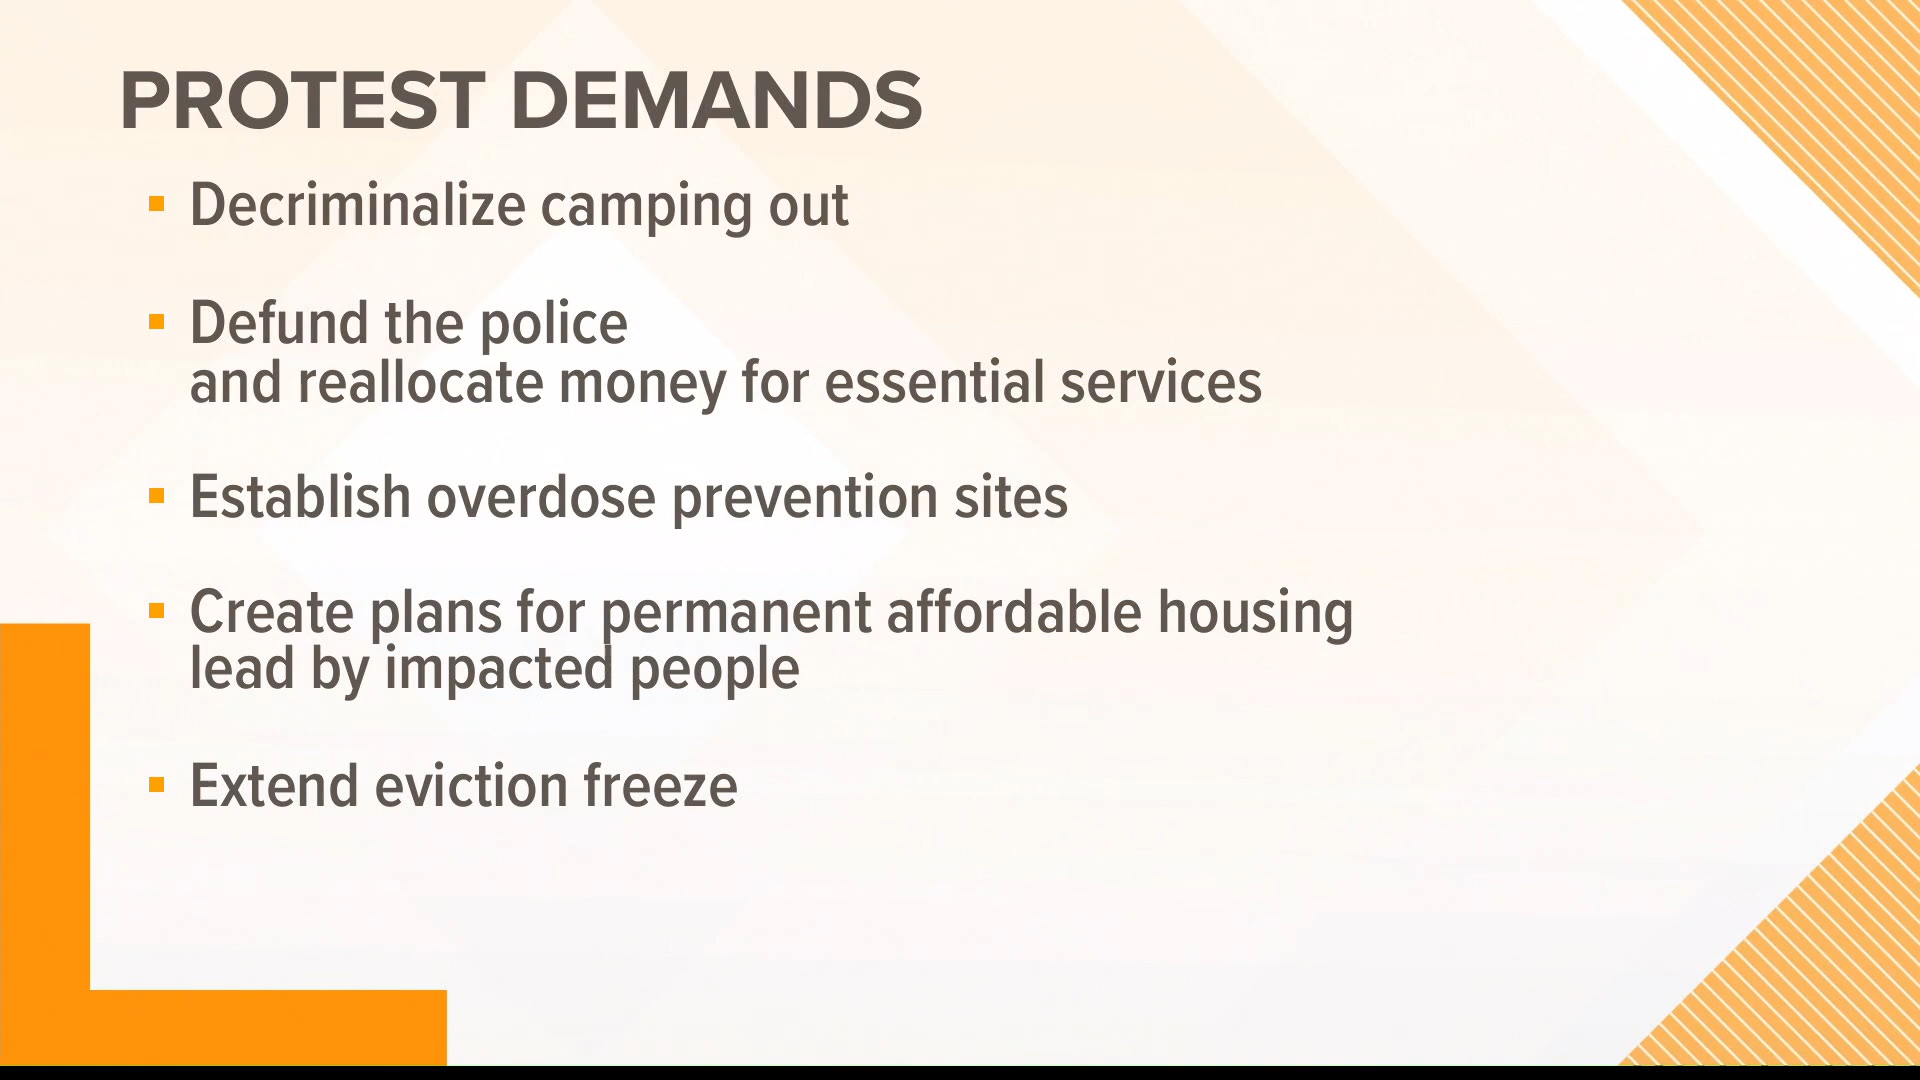 PROTEST DEMANDS
▪ Decriminalize camping out
▪ Defund the police
and reallocate money for essential services
▪ Establish overdose prevention sites
▪ Create plans for permanent affordable housing
lead by impacted people
▪ Extend eviction freeze